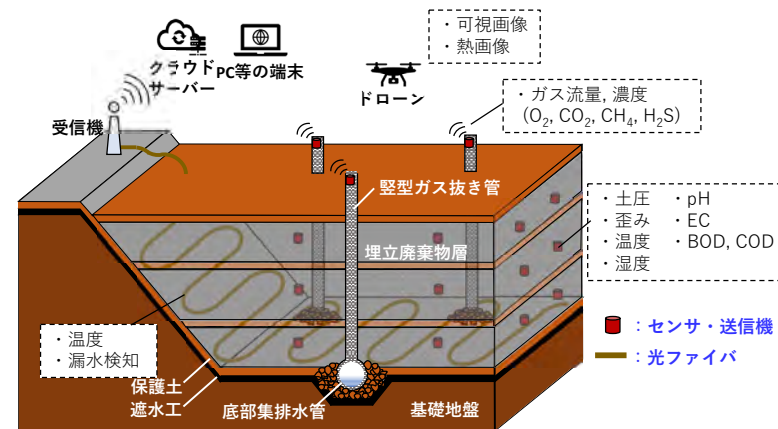 ・可視画像
・熱画像
クラウド
サーバー
PC等の端末
ドローン
受信機
・ガス流量, 濃度
（O₂, CO₂, CH₄, H₂S）
竪型ガス抜き管
埋立廃棄物層
・土圧 ・pH
・歪み ・EC
・温度 ・BOD, COD
・湿度
・温度
・漏水検知
：センサ・送信機
：光ファイバ
保護土
遮水工
底部集排水管
基礎地盤